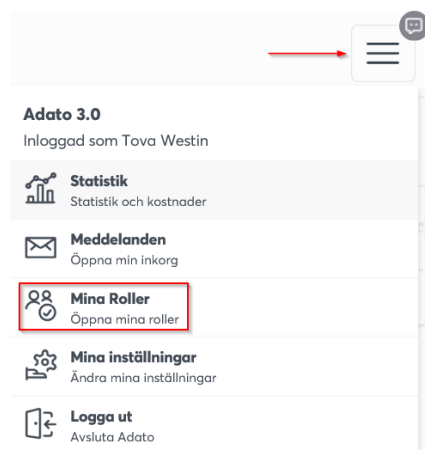 Adato 3.0
Inloggad som Tova Westin
Statistik
Statistik och kostnader
Meddelanden
Öppna min inkorg
Mina Roller
Öppna mina roller
Mina inställningar
Ändra mina inställningar
Logga ut
Avsluta Adato